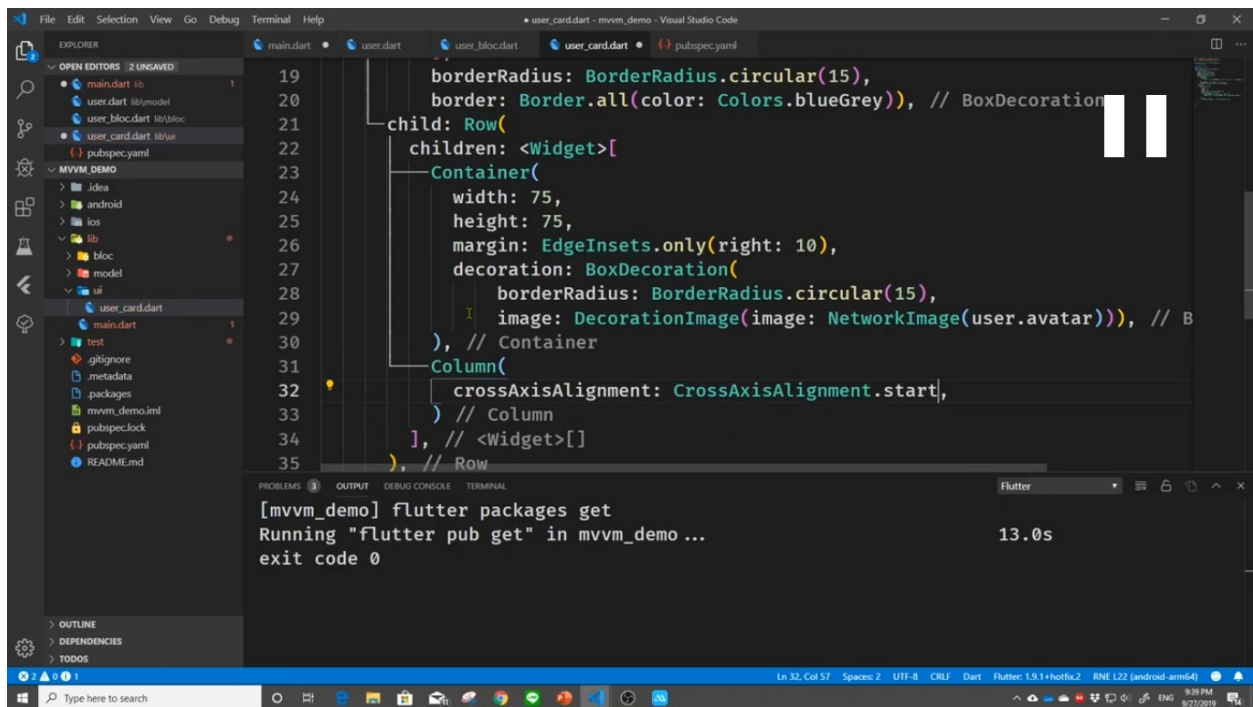 File Edit Selection View Go Debug Terminal Help
● user_card.dart - mvvm_demo - Visual Studio Code
EXPLORER
OPEN EDITORS 2 UNSAVED
main.dart lib 1
user.dart lib\model
user_bloc.dart lib\bloc
user_card.dart lib\ui
pubspec.yaml
MVVM_DEMO
.idea
android
ios
lib
bloc
model
ui
user_card.dart
main.dart 1
test
.gitignore
.metadata
.packages
mvvm_demo.iml
pubspec.lock
pubspec.yaml
README.md
OUTLINE
DEPENDENCIES
TODOS
main.dart user.dart user_bloc.dart user_card.dart pubspec.yaml
19 borderRadius: BorderRadius.circular(15),
20 border: Border.all(color: Colors.blueGrey)), // BoxDecoration
21 child: Row(
22 children: <Widget>[
23 Container(
24 width: 75,
25 height: 75,
26 margin: EdgeInsets.only(right: 10),
27 decoration: BoxDecoration(
28 borderRadius: BorderRadius.circular(15),
29 image: DecorationImage(image: NetworkImage(user.avatar))), // B
30 ), // Container
31 Column(
32 crossAxisAlignment: CrossAxisAlignment.start,
33 ) // Column
34 ], // <Widget>[]
35 ), // Row
PROBLEMS 3 OUTPUT DEBUG CONSOLE TERMINAL Flutter
[mvvm_demo] flutter packages get
Running "flutter pub get" in mvvm_demo... 13.0s
exit code 0
2 0 1 Ln 32, Col 57 Spaces: 2 UTF-8 CRLF Dart Flutter: 1.9.1+hotfix.2 RNE L22 (android-arm64)
Type here to search ENG 9:39 PM
9/27/2019